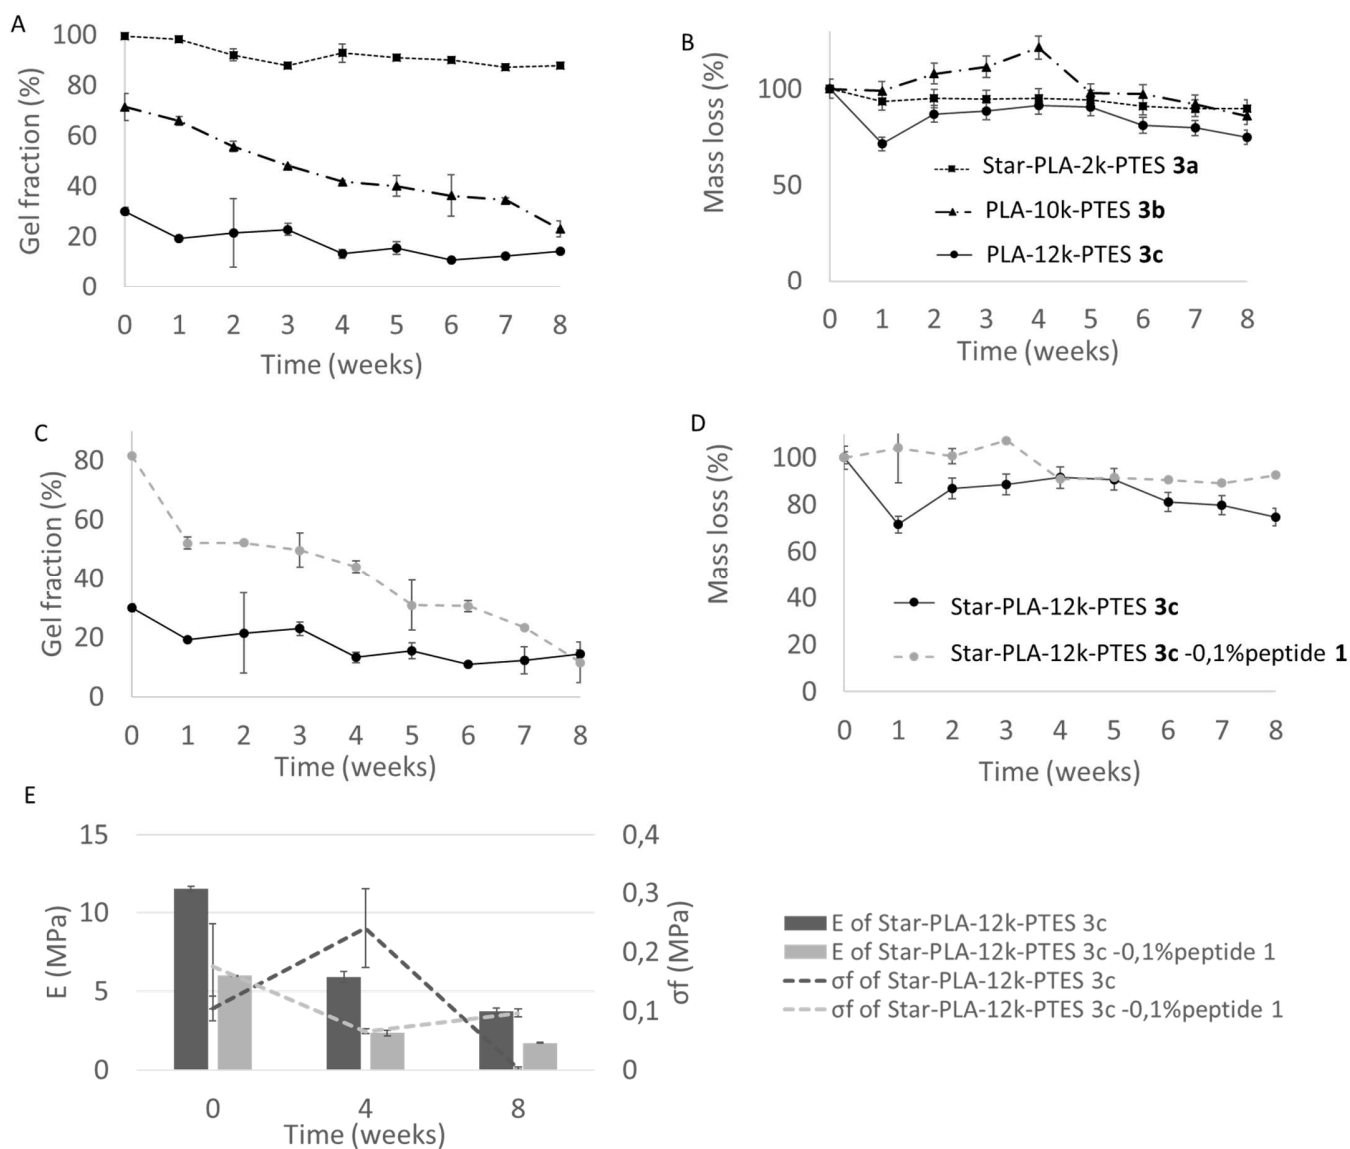 A
Gel fraction (%)
100
80
60
40
20
0
0 1 2 3 4 5 6 7 8
Time (weeks)
B
Mass loss (%)
100
50
0
Star-PLA-2k-PTES 3a
PLA-10k-PTES 3b
PLA-12k-PTES 3c
0 1 2 3 4 5 6 7 8
Time (weeks)
C
Gel fraction (%)
80
60
40
20
0
0 1 2 3 4 5 6 7 8
Time (weeks)
D
Mass loss (%)
100
80
60
40
20
0
Star-PLA-12k-PTES 3c
Star-PLA-12k-PTES 3c -0,1%peptide 1
0 1 2 3 4 5 6 7 8
Time (weeks)
E
E (MPa)
15
10
5
0
0,4
0,3
0,2
0,1
0
σf of (MPa)
0 4 8
Time (weeks)
E of Star-PLA-12k-PTES 3c
E of Star-PLA-12k-PTES 3c -0,1%peptide 1
σf of Star-PLA-12k-PTES 3c
σf of Star-PLA-12k-PTES 3c -0,1%peptide 1